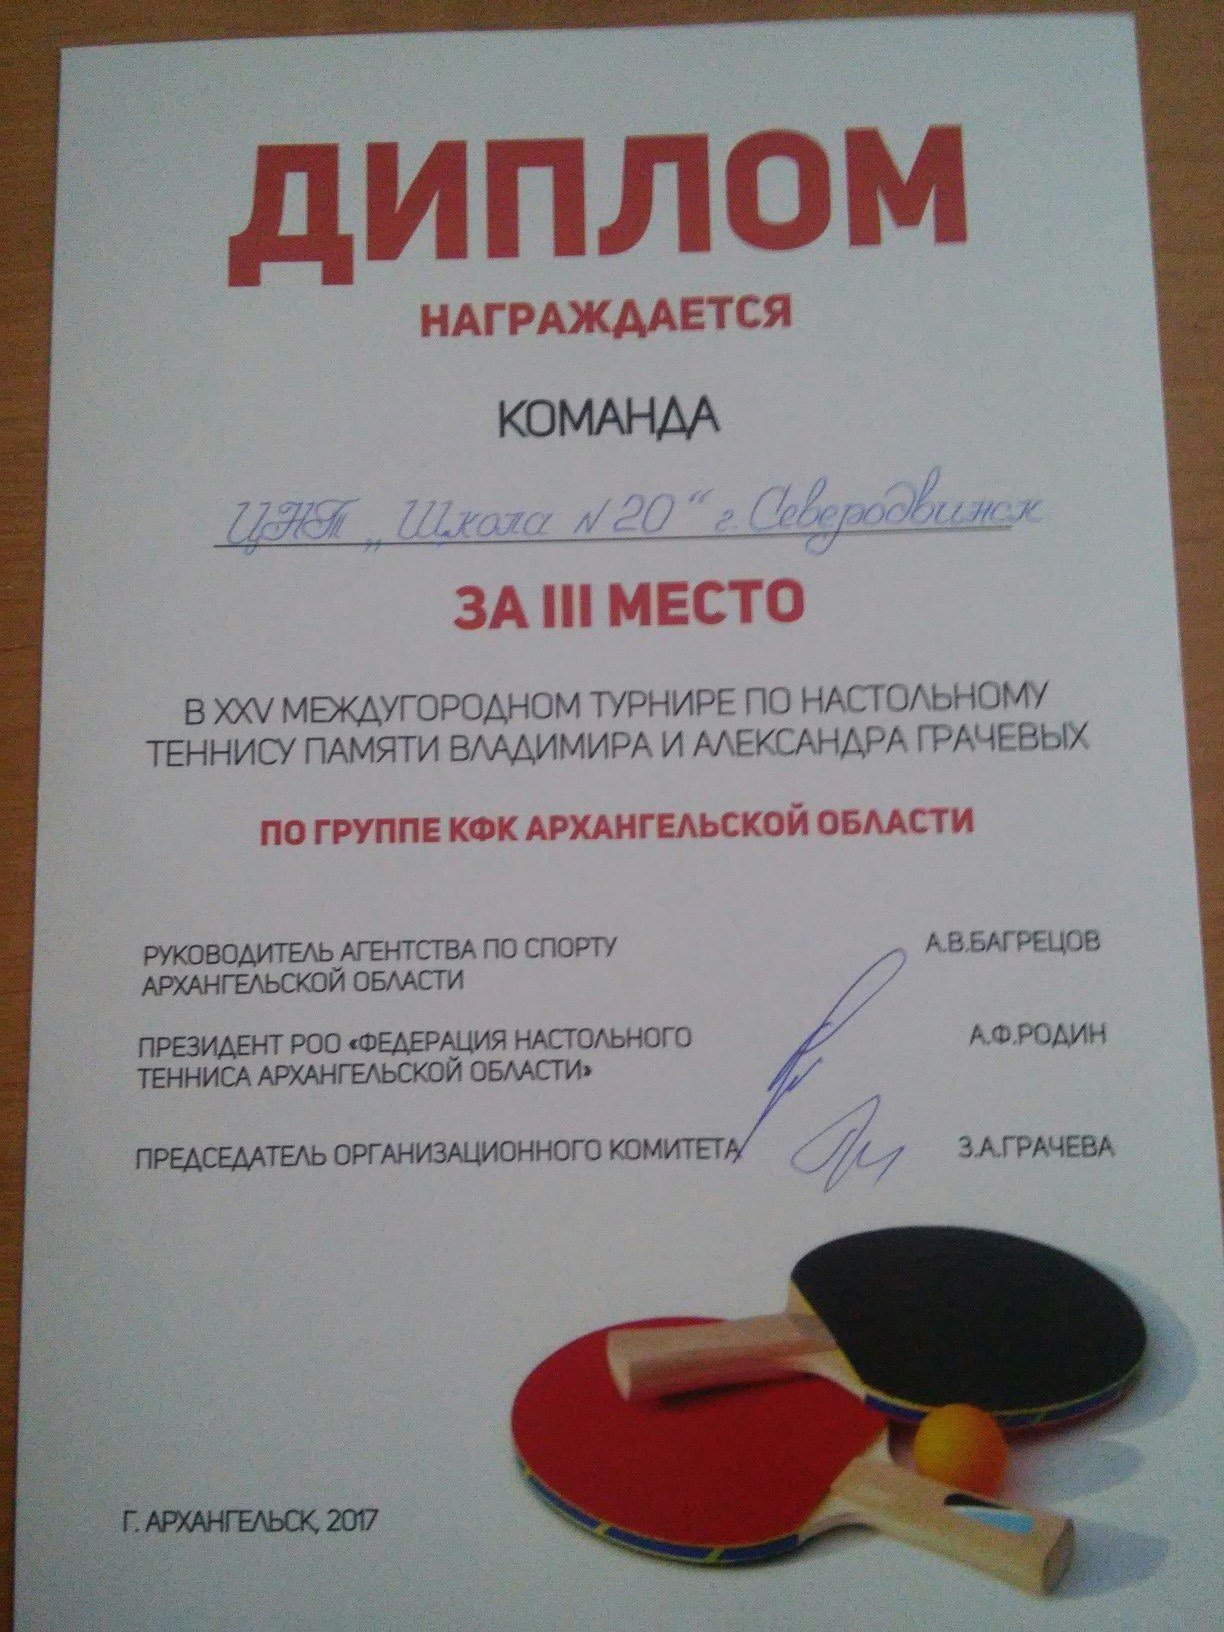 ДИПЛОМ
НАГРАЖДАЕТСЯ
КОМАНДА
ЦНТ „Школа N20“ г. Северодвинск
ЗА III МЕСТО
В XXV МЕЖДУГОРОДНОМ ТУРНИРЕ ПО НАСТОЛЬНОМУ
ТЕННИСУ ПАМЯТИ ВЛАДИМИРА И АЛЕКСАНДРА ГРАЧЕВЫХ
ПО ГРУППЕ КФК АРХАНГЕЛЬСКОЙ ОБЛАСТИ
РУКОВОДИТЕЛЬ АГЕНТСТВА ПО СПОРТУ А.В.БАГРЕЦОВ
АРХАНГЕЛЬСКОЙ ОБЛАСТИ
ПРЕЗИДЕНТ РОО «ФЕДЕРАЦИЯ НАСТОЛЬНОГО А.Ф.РОДИН
ТЕННИСА АРХАНГЕЛЬСКОЙ ОБЛАСТИ»
ПРЕДСЕДАТЕЛЬ ОРГАНИЗАЦИОННОГО КОМИТЕТА З.А.ГРАЧЕВА
Г. АРХАНГЕЛЬСК, 2017